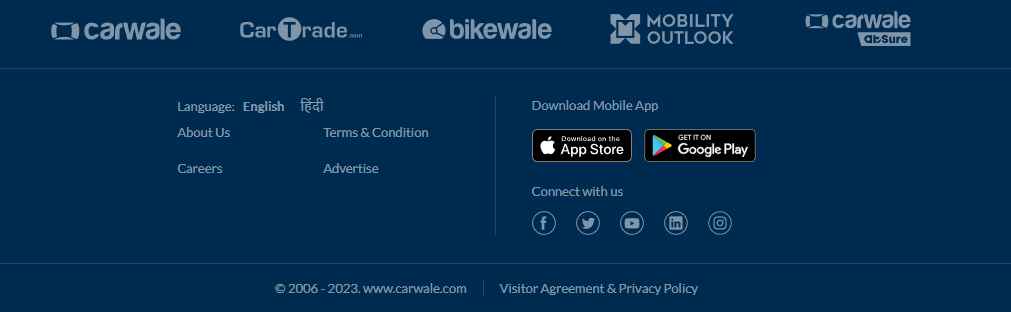 carwale CarTrade.com bikewale MOBILITY OUTLOOK carwale abSure
Language: English हिंदी
About Us Terms & Condition
Careers Advertise
Download Mobile App
Download on the App Store GET IT ON Google Play
Connect with us
© 2006 - 2023. www.carwale.com Visitor Agreement & Privacy Policy